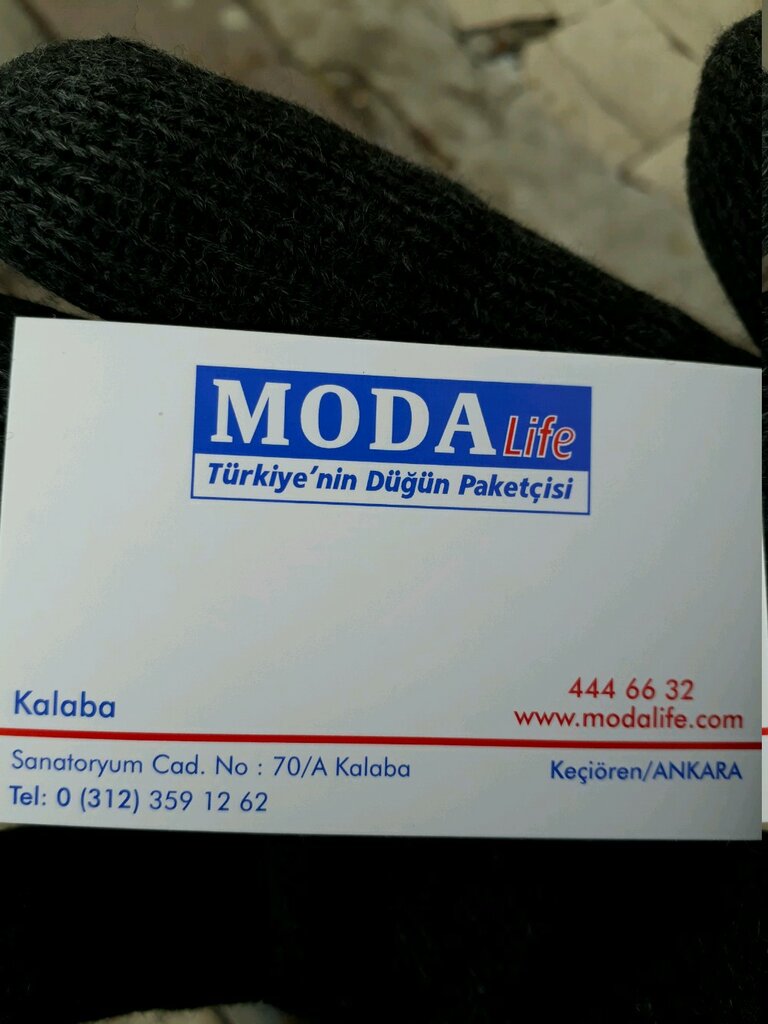 MODA Life
Türkiye'nin Düğün Paketçisi
Kalaba
444 66 32
www.modalife.com
Sanatoryum Cad. No : 70/A Kalaba
Keçiören/ANKARA
Tel: 0 (312) 359 12 62